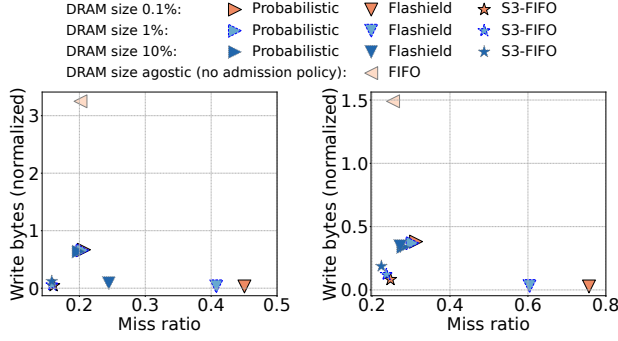 DRAM size 0.1%: Probabilistic Flashield S3-FIFO
DRAM size 1%: Probabilistic Flashield S3-FIFO
DRAM size 10%: Probabilistic Flashield S3-FIFO
DRAM size agostic (no admission policy): FIFO
Write bytes (normalized)
3
2
1
0
0.2 0.3 0.4 0.5
Miss ratio
Write bytes (normalized)
1.5
1.0
0.5
0.0
0.2 0.4 0.6 0.8
Miss ratio